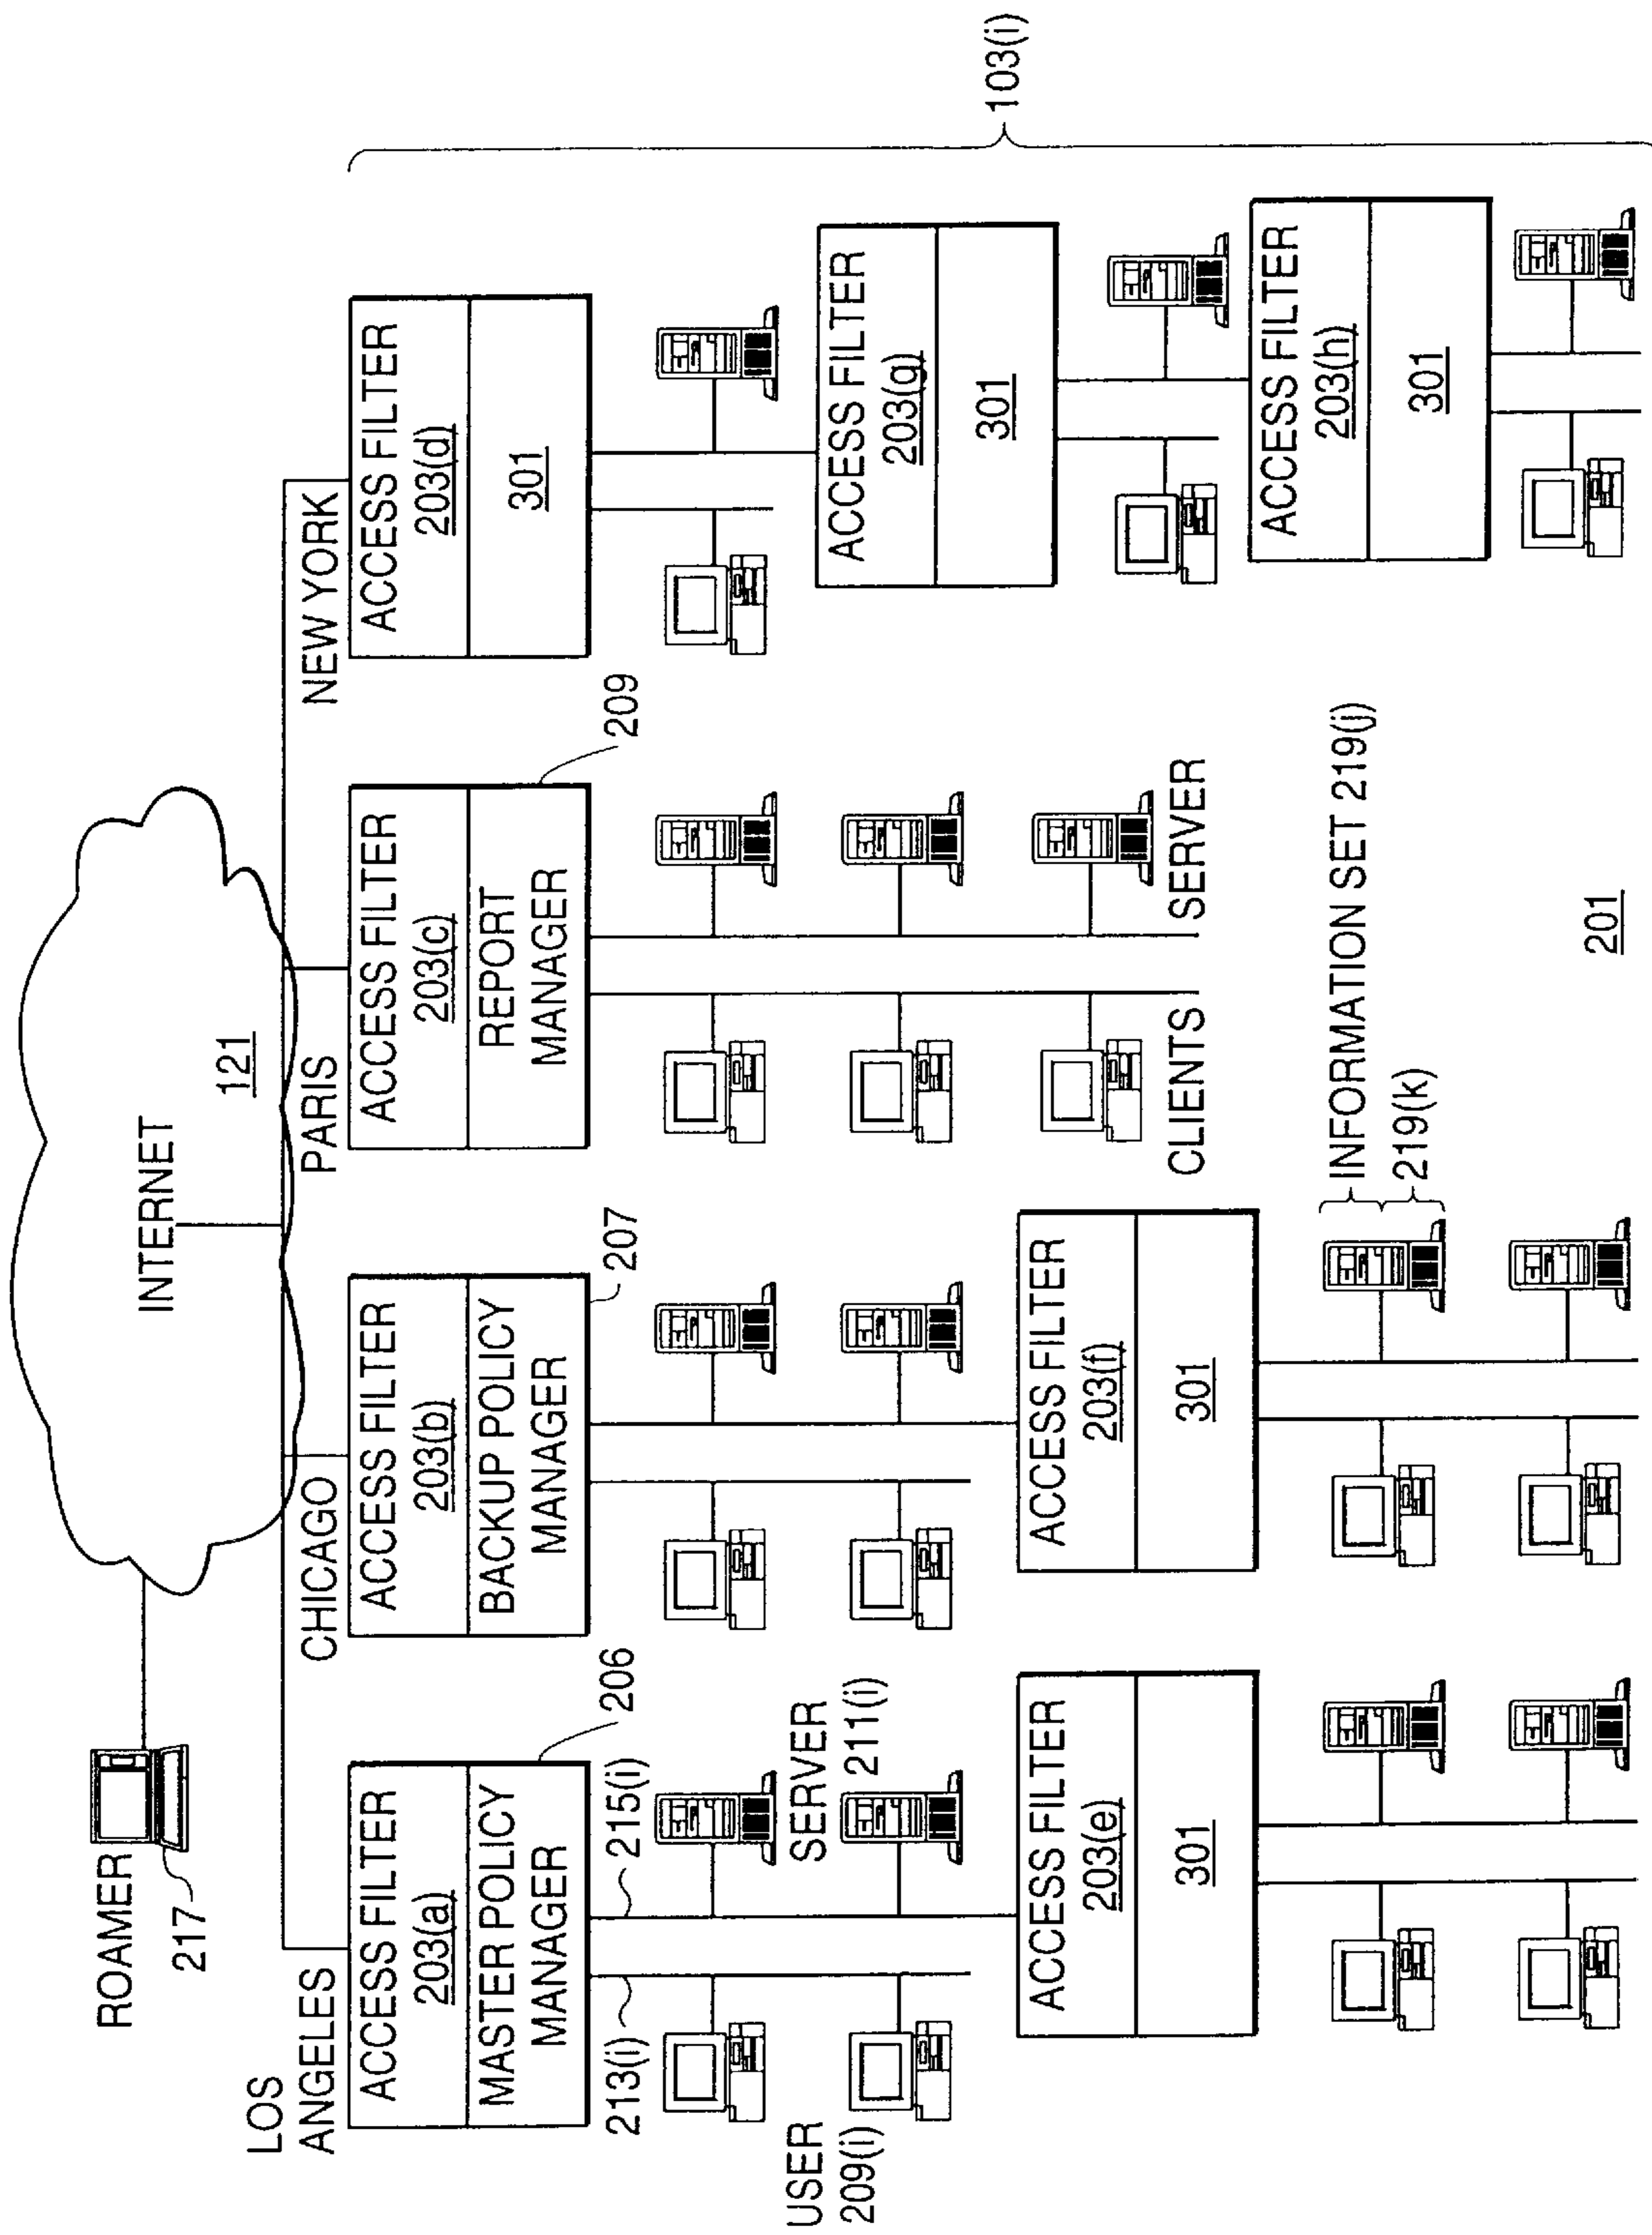 ROAMER
217
INTERNET
121
LOS
ANGELES
CHICAGO
PARIS
NEW YORK
ACCESS FILTER
203(a)
MASTER POLICY
MANAGER
206
ACCESS FILTER
203(b)
BACKUP POLICY
MANAGER
207
ACCESS FILTER
203(c)
REPORT
MANAGER
209
ACCESS FILTER
203(d)
301
103(i)
213(i)
215(i)
USER
209(i)
SERVER
211(i)
ACCESS FILTER
203(e)
301
ACCESS FILTER
203(f)
301
INFORMATION SET 219(j)
219(k)
CLIENTS
SERVER
ACCESS FILTER
203(g)
301
ACCESS FILTER
203(h)
301
201